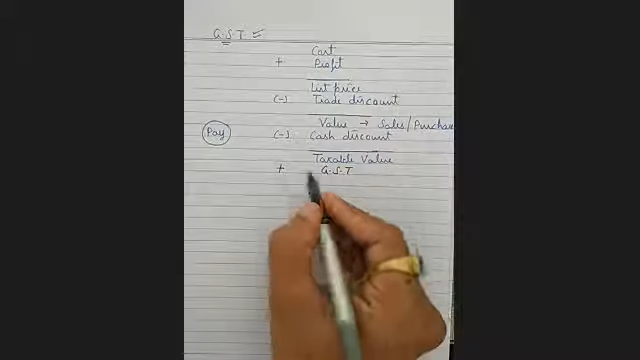 G.S.T =
Cost
+ Profit
List price
(-) Trade discount
Value → Sales/Purchase
Pay (-) Cash discount
Taxable Value
+ G.S.T